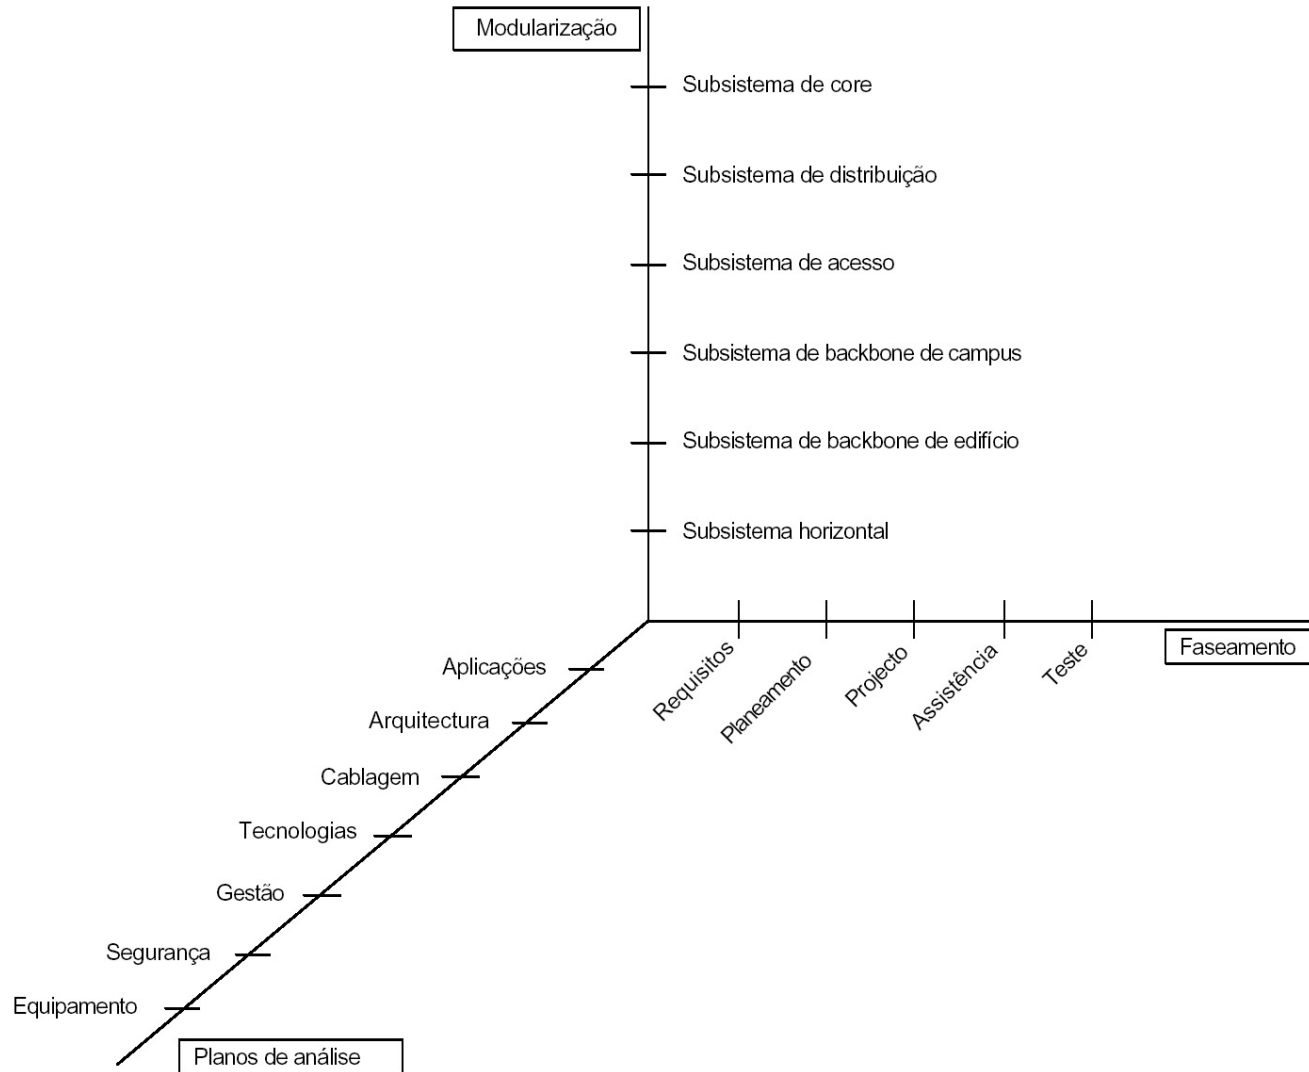 Modularização
Subsistema de core
Subsistema de distribuição
Subsistema de acesso
Subsistema de backbone de campus
Subsistema de backbone de edifício
Subsistema horizontal
Requisitos
Planeamento
Projecto
Assistência
Teste
Faseamento
Aplicações
Arquitectura
Cablagem
Tecnologias
Gestão
Segurança
Equipamento
Planos de análise